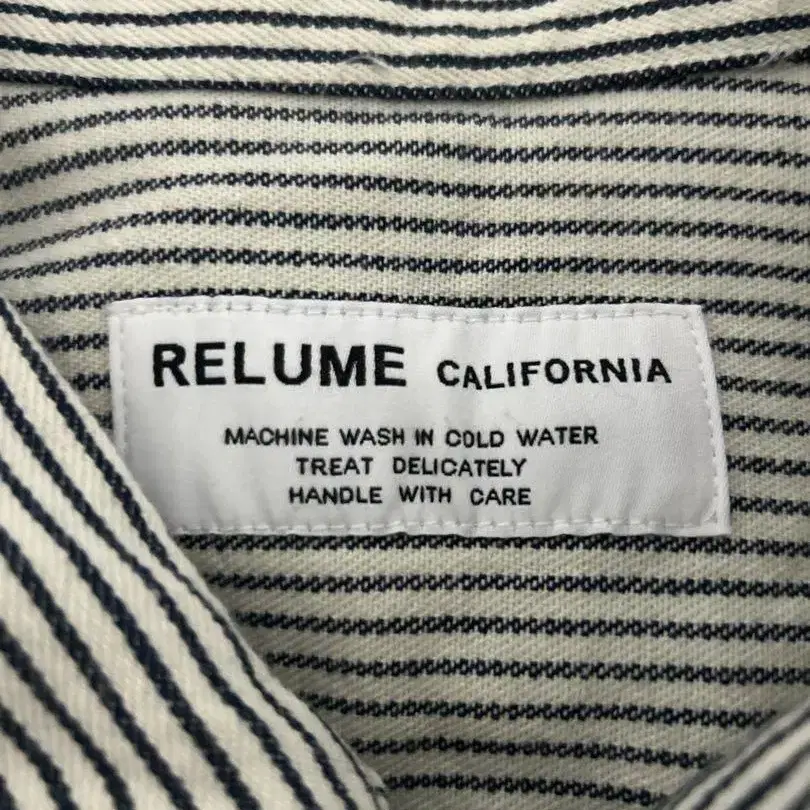 RELUME CALIFORNIA
MACHINE WASH IN COLD WATER
TREAT DELICATELY
HANDLE WITH CARE